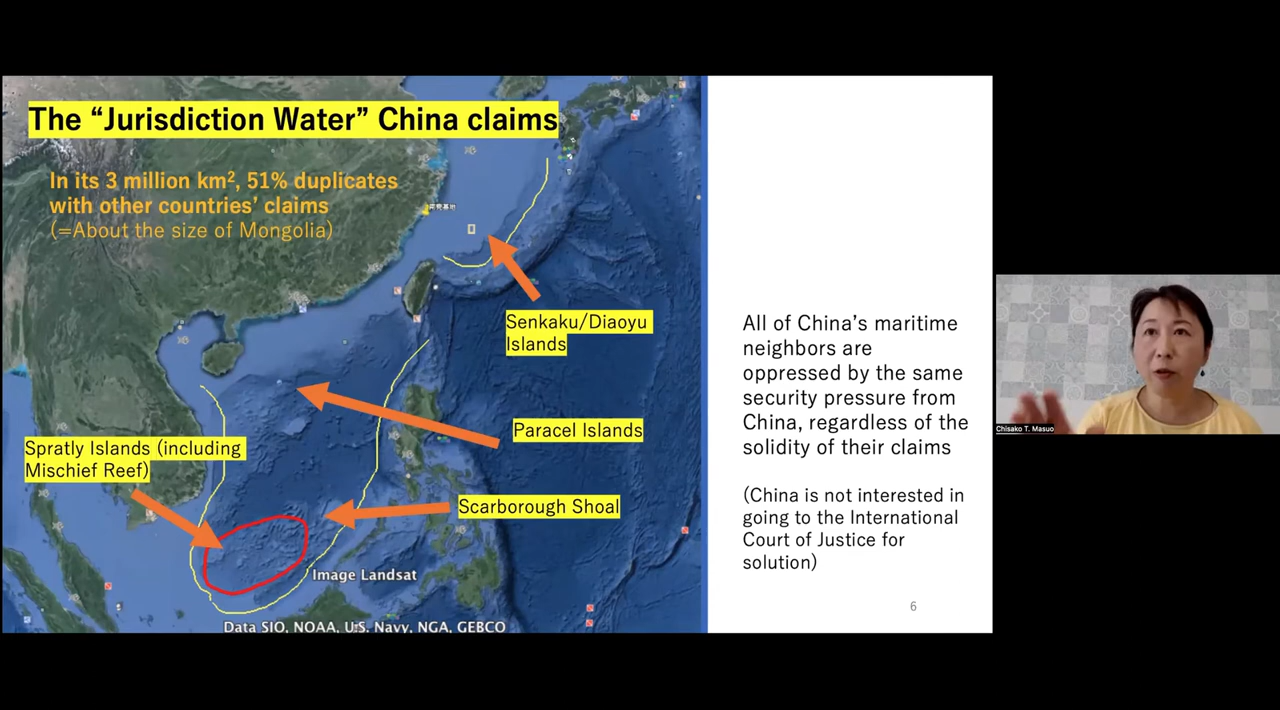 The “Jurisdiction Water” China claims
In its 3 million km², 51% duplicates
with other countries’ claims
(=About the size of Mongolia)
Senkaku/Diaoyu
Islands
Paracel Islands
Spratly Islands (including
Mischief Reef)
Scarborough Shoal
Image Landsat
Data SIO, NOAA, U.S. Navy, NGA, GEBCO
All of China’s maritime
neighbors are
oppressed by the same
security pressure from
China, regardless of the
solidity of their claims
(China is not interested in
going to the International
Court of Justice for
solution)
6
Chisako T. Masuo